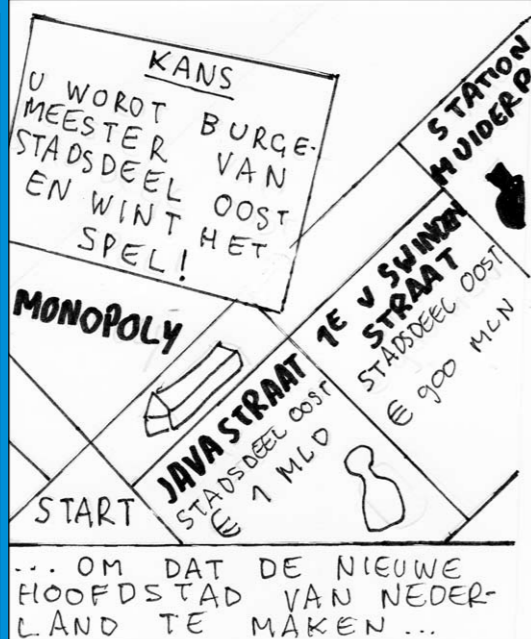 KANS
U WORDT BURGE-
MEESTER VAN
STADSDEEL OOST
EN WINT HET
SPEL!
STATION
MUIDERP
MONOPOLY
1E V SWINDEN
STRAAT
STADSDEEL OOST
€ 900 MLN
JAVASTRAAT
STADSDEEL OOST
€ 1 MLD
START
... OM DAT DE NIEUWE
HOOFDSTAD VAN NEDER-
LAND TE MAKEN ...